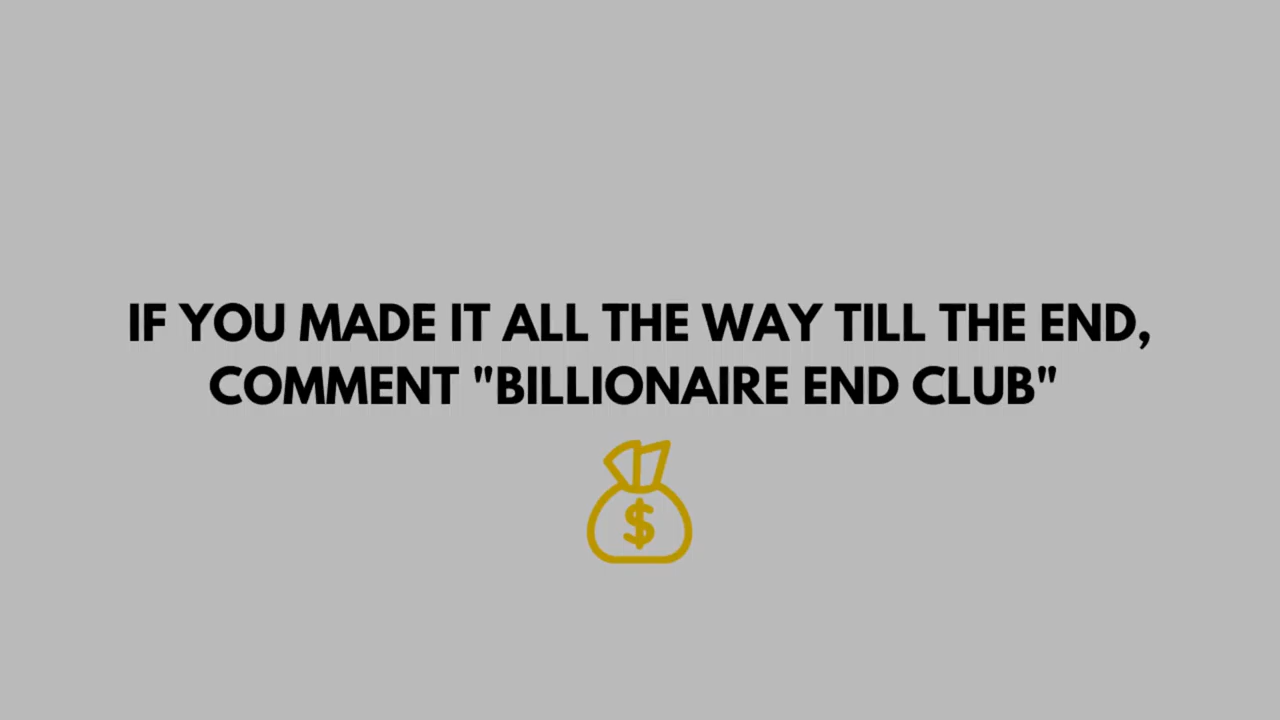 IF YOU MADE IT ALL THE WAY TILL THE END,
COMMENT "BILLIONAIRE END CLUB"
$